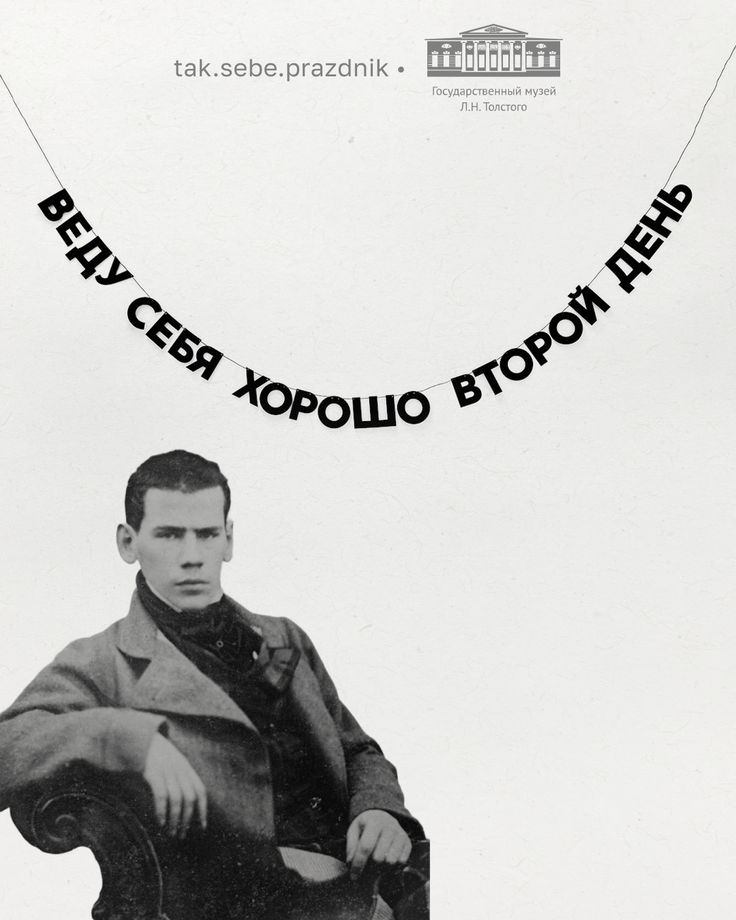 tak.sebe.prazdnik •
Государственный музей
Л.Н. Толстого
ВЕДУ СЕБЯ ХОРОШО ВТОРОЙ ДЕНЬ